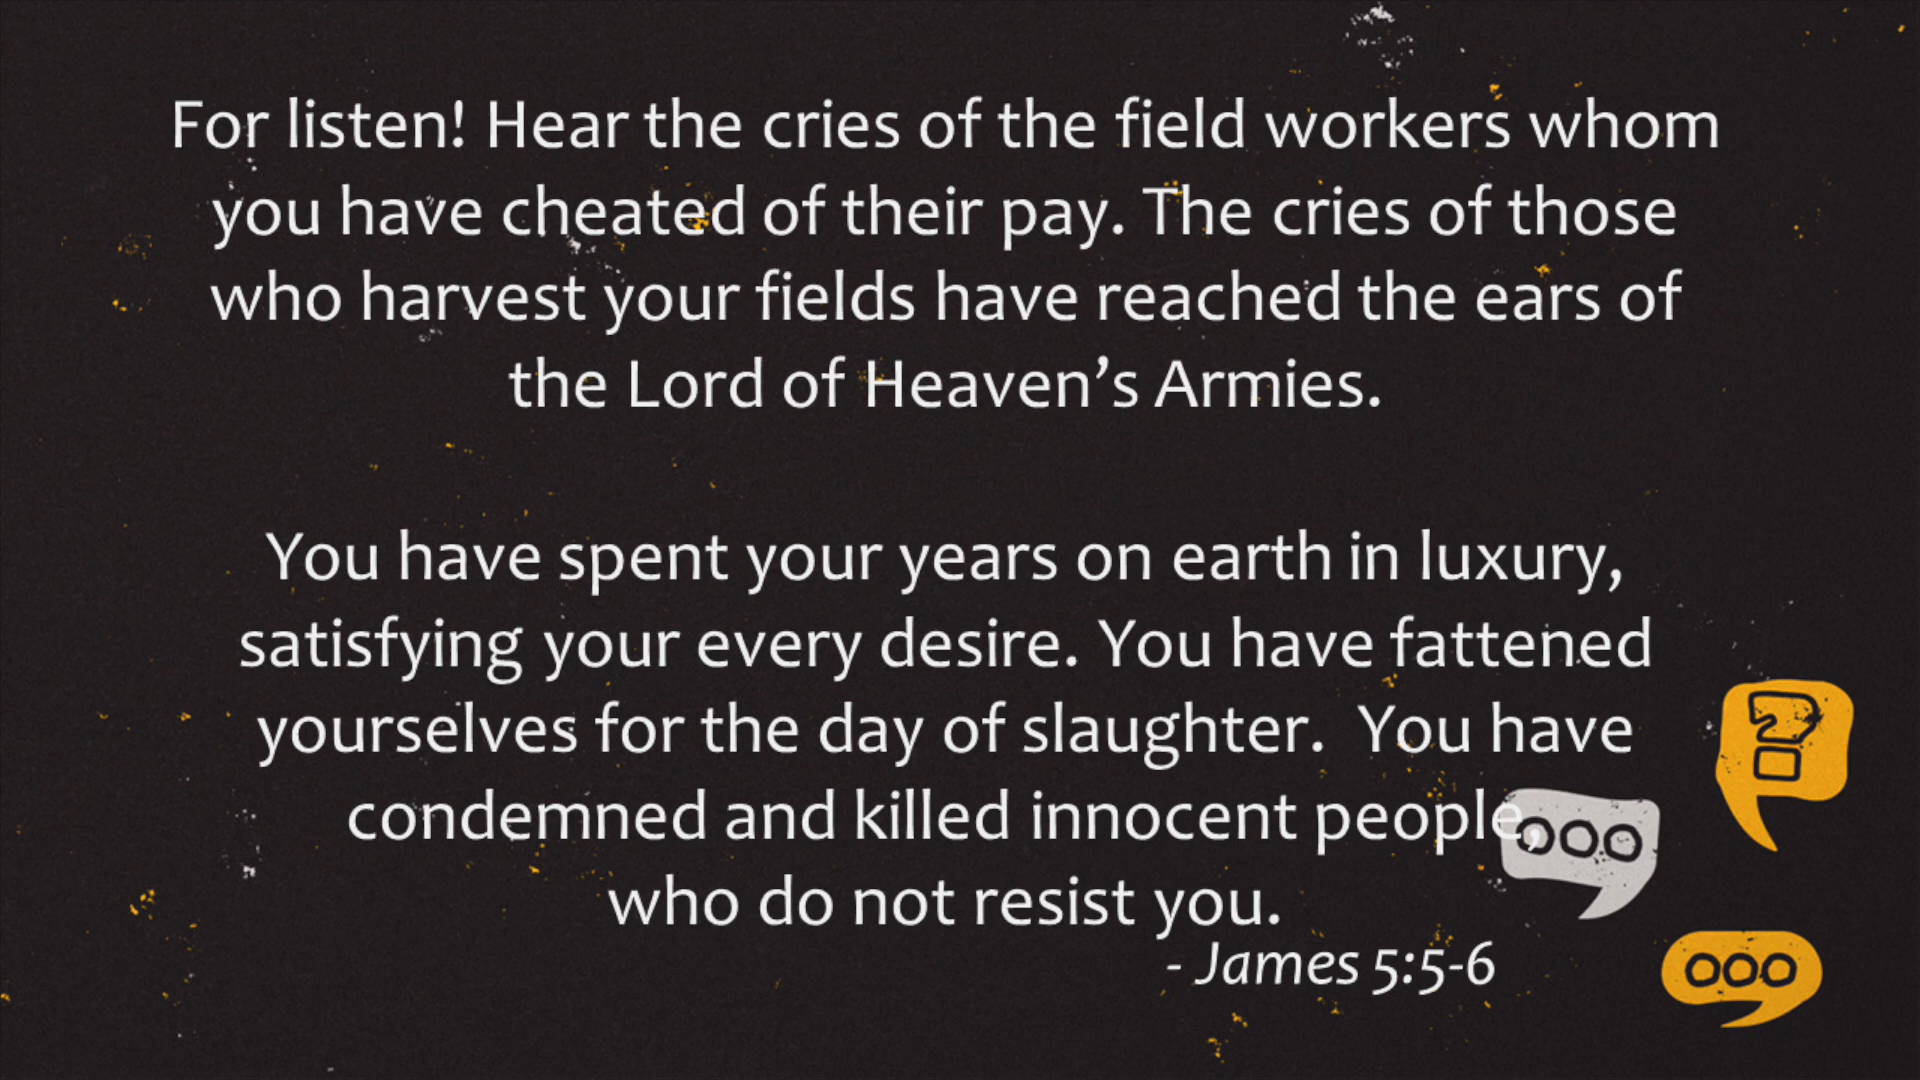 For listen! Hear the cries of the field workers whom
you have cheated of their pay. The cries of those
who harvest your fields have reached the ears of
the Lord of Heaven’s Armies.
You have spent your years on earth in luxury,
satisfying your every desire. You have fattened
yourselves for the day of slaughter.  You have
condemned and killed innocent people,
who do not resist you.
- James 5:5-6